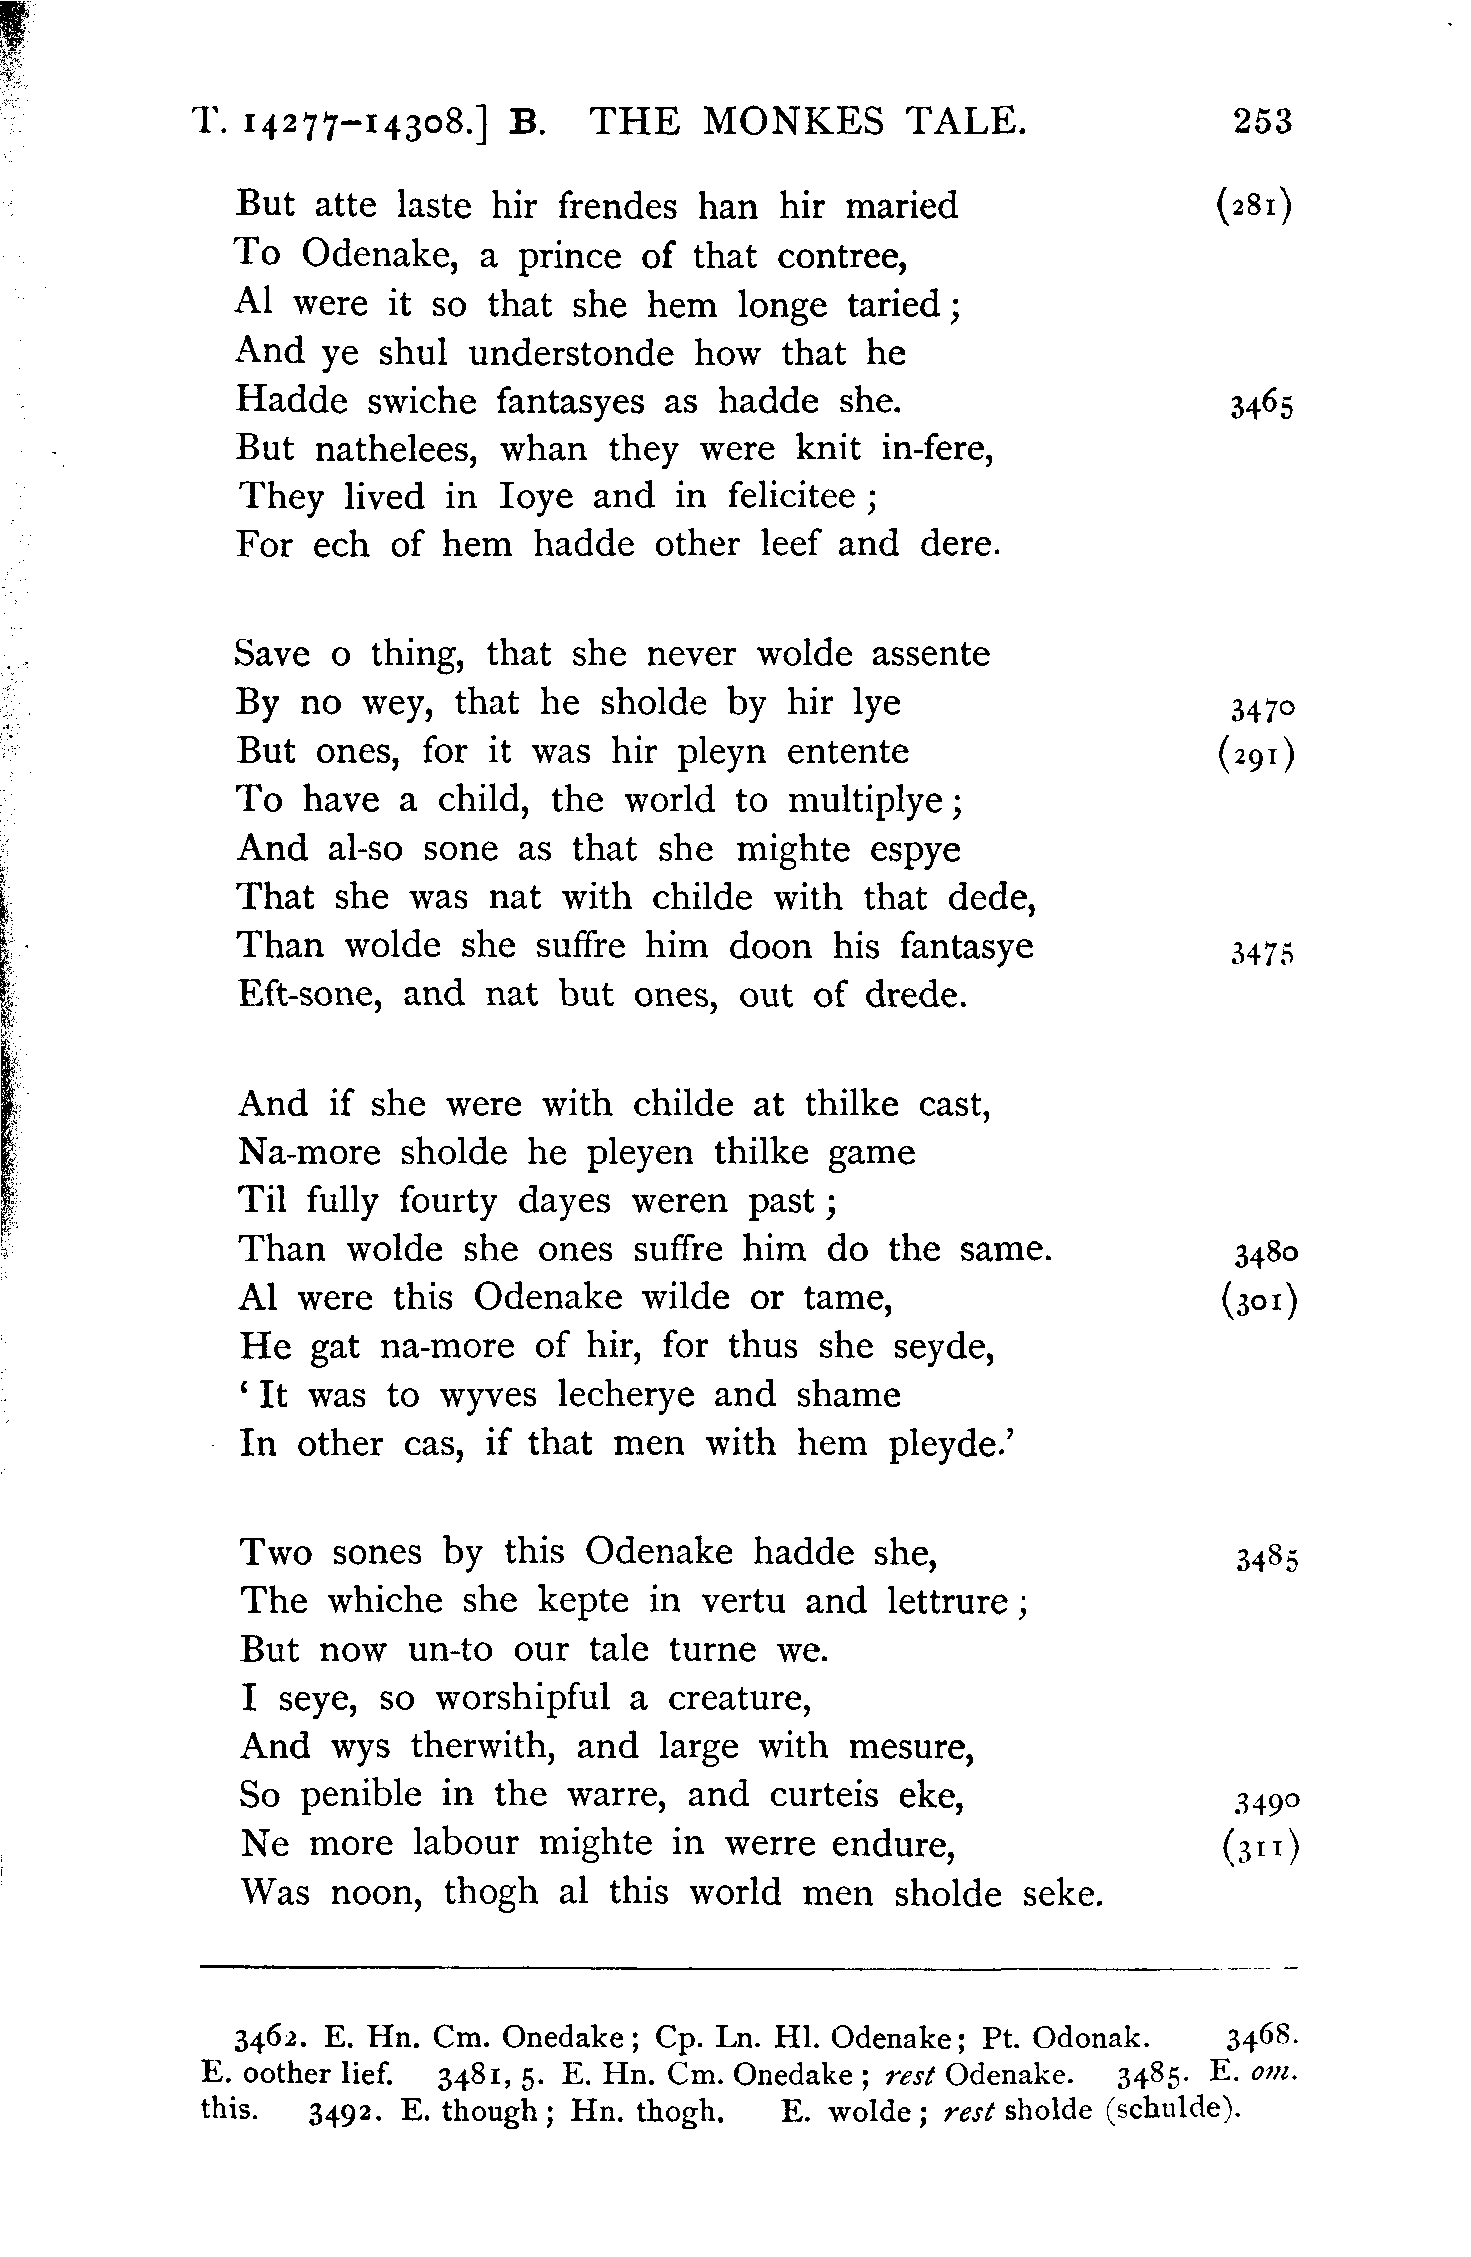 T. 14277-14308.] B. THE MONKES TALE. 253
But atte laste hir frendes han hir maried (281)
To Odenake, a prince of that contree,
Al were it so that she hem longe taried;
And ye shul understonde how that he
Hadde swiche fantasyes as hadde she. 3465
But nathelees, whan they were knit in-fere,
They lived in Ioye and in felicitee;
For ech of hem hadde other leef and dere.
Save o thing, that she never wolde assente
By no wey, that he sholde by hir lye 3470
But ones, for it was hir pleyn entente (291)
To have a child, the world to multiplye;
And al-so sone as that she mighte espye
That she was nat with childe with that dede,
Than wolde she suffre him doon his fantasye 3475
Eft-sone, and nat but ones, out of drede.
And if she were with childe at thilke cast,
Na-more sholde he pleyen thilke game
Til fully fourty dayes weren past;
Than wolde she ones suffre him do the same. 3480
Al were this Odenake wilde or tame, (301)
He gat na-more of hir, for thus she seyde,
'It was to wyves lecherye and shame
In other cas, if that men with hem pleyde.'
Two sones by this Odenake hadde she, 3485
The whiche she kepte in vertu and lettrure;
But now un-to our tale turne we.
I seye, so worshipful a creature,
And wys therwith, and large with mesure,
So penible in the warre, and curteis eke, 3490
Ne more labour mighte in werre endure, (311)
Was noon, thogh al this world men sholde seke.
3462. E. Hn. Cm. Onedake; Cp. Ln. Hl. Odenake; Pt. Odonak. 3468.
E. oother lief. 3481, 5. E. Hn. Cm. Onedake; rest Odenake. 3485. E. om.
this. 3492. E. though; Hn. thogh. E. wolde; rest sholde (schulde).